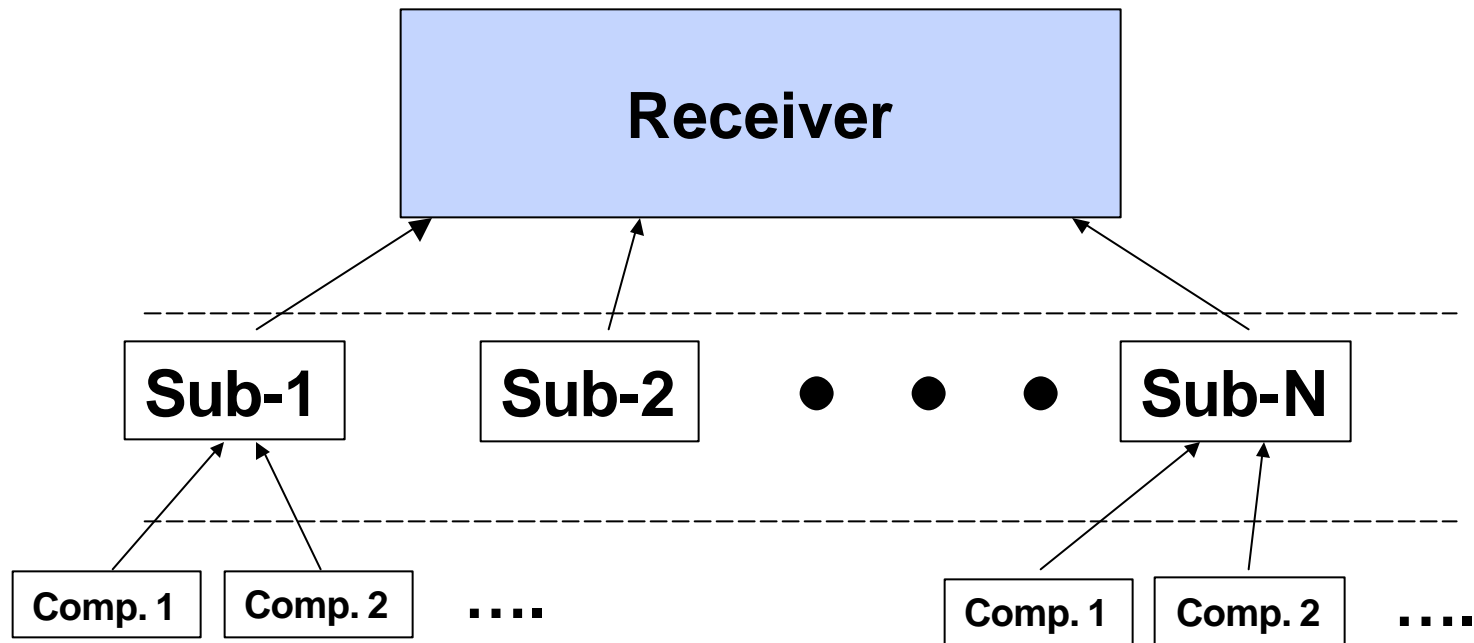 Receiver
Sub-1 Sub-2 • • • Sub-N
Comp. 1 Comp. 2 .... Comp. 1 Comp. 2 ....